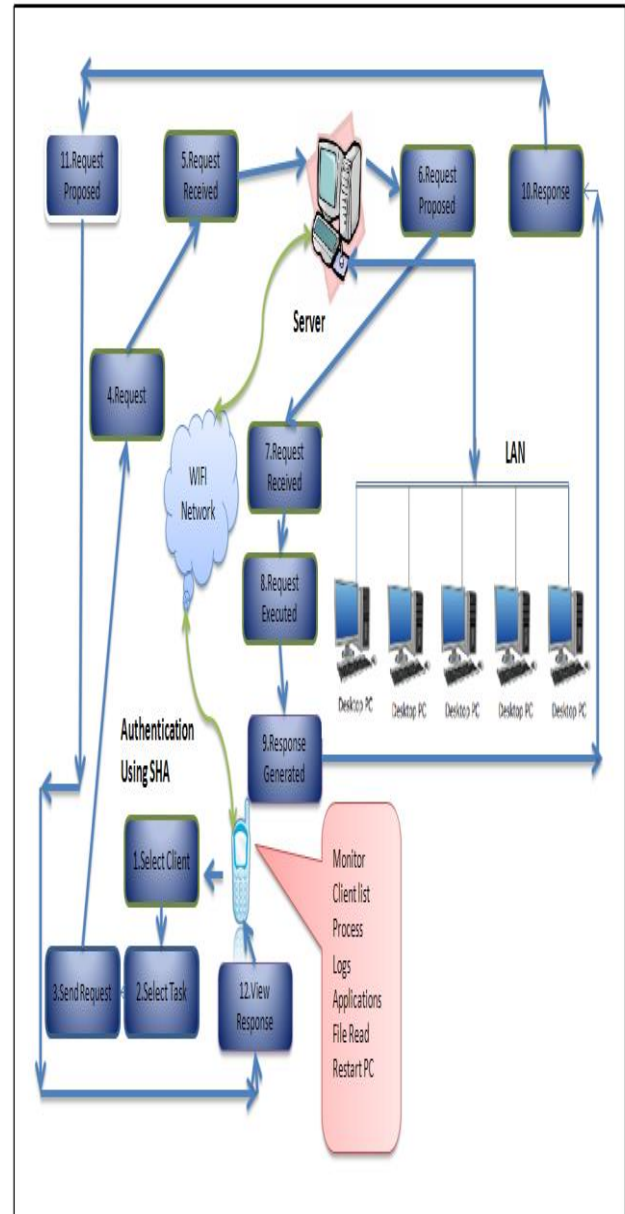 11.Request
Proposed
5.Request
Received
6.Request
Proposed
10.Response
Server
4.Request
WIFI
Network
7.Request
Received
LAN
8.Request
Executed
Desktop PC
Desktop PC
Desktop PC
Desktop PC
Desktop PC
Authentication
Using SHA
9.Response
Generated
1.Select Client
Monitor
Client list
Process
Logs
Applications
File Read
Restart PC
3.Send Request
2.Select Task
12.View
Response